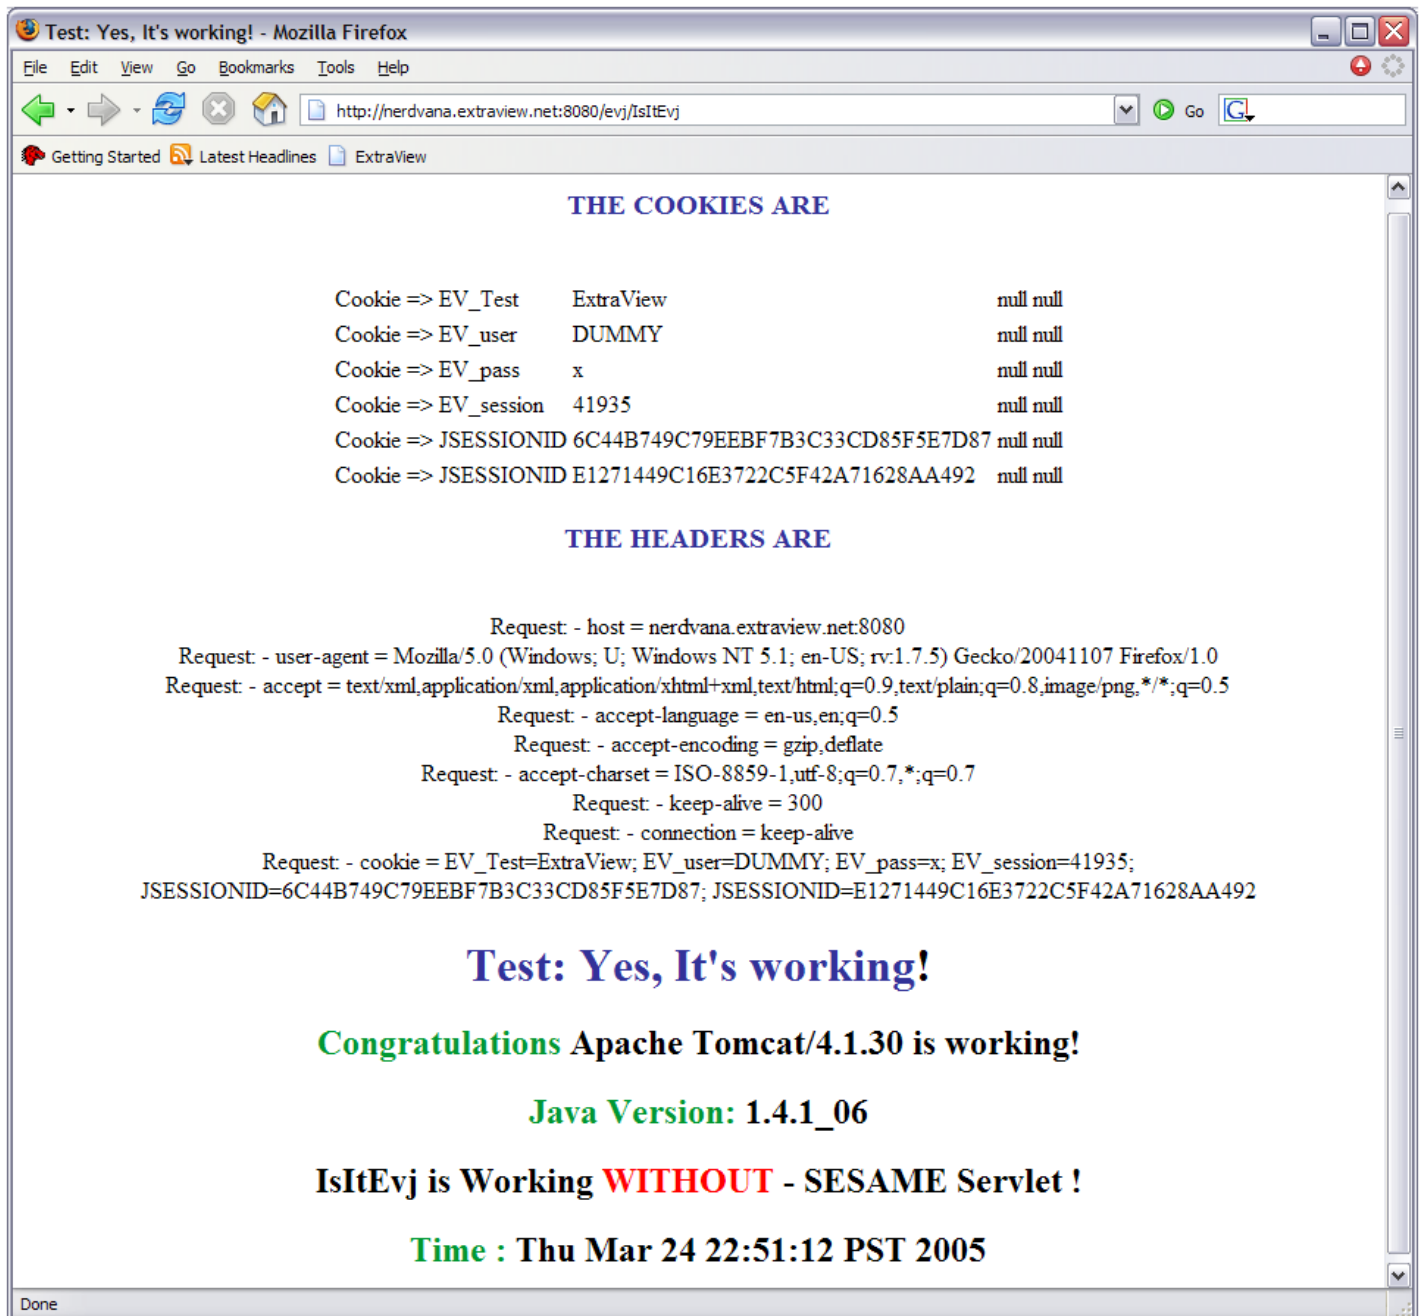 Test: Yes, It's working! - Mozilla Firefox
File Edit View Go Bookmarks Tools Help
http://nerdvana.extraview.net:8080/evj/IsItEvj Go G
Getting Started Latest Headlines ExtraView
THE COOKIES ARE
Cookie => EV_Test ExtraView null null
Cookie => EV_user DUMMY null null
Cookie => EV_pass x null null
Cookie => EV_session 41935 null null
Cookie => JSESSIONID 6C44B749C79EEBF7B3C33CD85F5E7D87 null null
Cookie => JSESSIONID E1271449C16E3722C5F42A71628AA492 null null
THE HEADERS ARE
Request: - host = nerdvana.extraview.net:8080
Request: - user-agent = Mozilla/5.0 (Windows; U; Windows NT 5.1; en-US; rv:1.7.5) Gecko/20041107 Firefox/1.0
Request: - accept = text/xml,application/xml,application/xhtml+xml,text/html;q=0.9,text/plain;q=0.8,image/png,*/*;q=0.5
Request: - accept-language = en-us,en;q=0.5
Request: - accept-encoding = gzip,deflate
Request: - accept-charset = ISO-8859-1,utf-8;q=0.7,*;q=0.7
Request: - keep-alive = 300
Request: - connection = keep-alive
Request: - cookie = EV_Test=ExtraView; EV_user=DUMMY; EV_pass=x; EV_session=41935;
JSESSIONID=6C44B749C79EEBF7B3C33CD85F5E7D87; JSESSIONID=E1271449C16E3722C5F42A71628AA492
Test: Yes, It's working!
Congratulations Apache Tomcat/4.1.30 is working!
Java Version: 1.4.1_06
IsItEvj is Working WITHOUT - SESAME Servlet !
Time : Thu Mar 24 22:51:12 PST 2005
Done